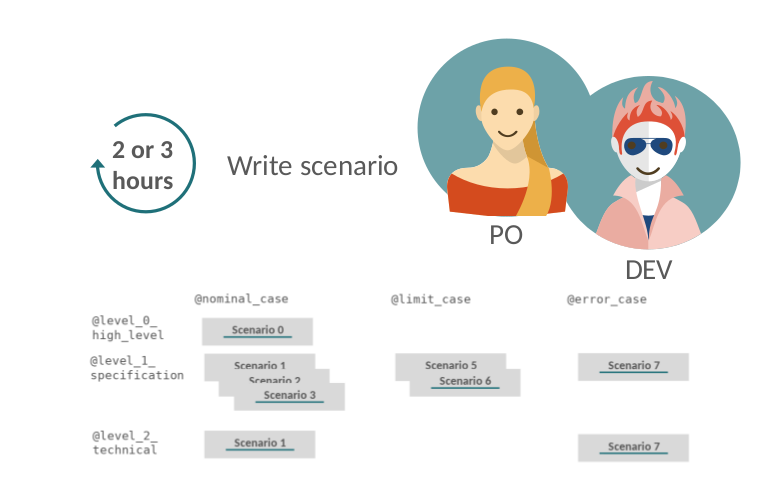 2 or 3
hours
Write scenario
PO
DEV
@nominal_case
@limit_case
@error_case
@level_0_
high_level
Scenario 0
@level_1_
specification
Scenario 1
Scenario 2
Scenario 3
Scenario 5
Scenario 6
Scenario 7
@level_2_
technical
Scenario 1
Scenario 7